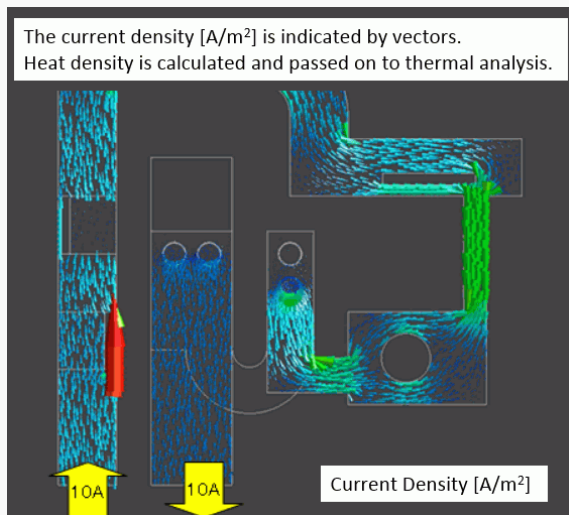 The current density [A/m²] is indicated by vectors.
Heat density is calculated and passed on to thermal analysis.
10A
10A
Current Density [A/m²]